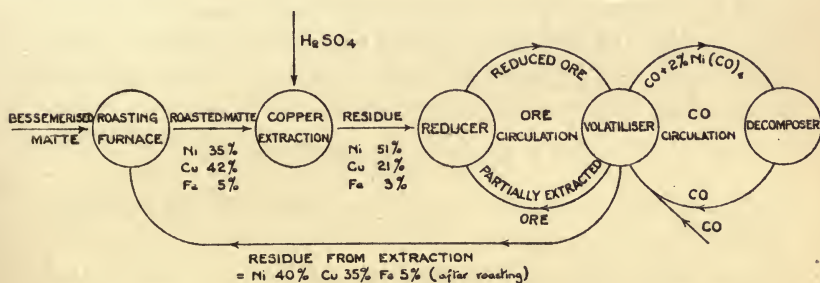 H2SO4
BESSEMERISED
MATTE
ROASTING
FURNACE
ROASTED MATTE
Ni 35%
Cu 42%
Fe 5%
COPPER
EXTRACTION
RESIDUE
Ni 51%
Cu 21%
Fe 3%
REDUCER
REDUCED ORE
ORE
CIRCULATION
PARTIALLY EXTRACTED
ORE
VOLATILISER
CO + 2% Ni(CO)4
CO
CIRCULATION
DECOMPOSER
CO
CO
RESIDUE FROM EXTRACTION
= Ni 40% Cu 35% Fe 5% (after roasting)